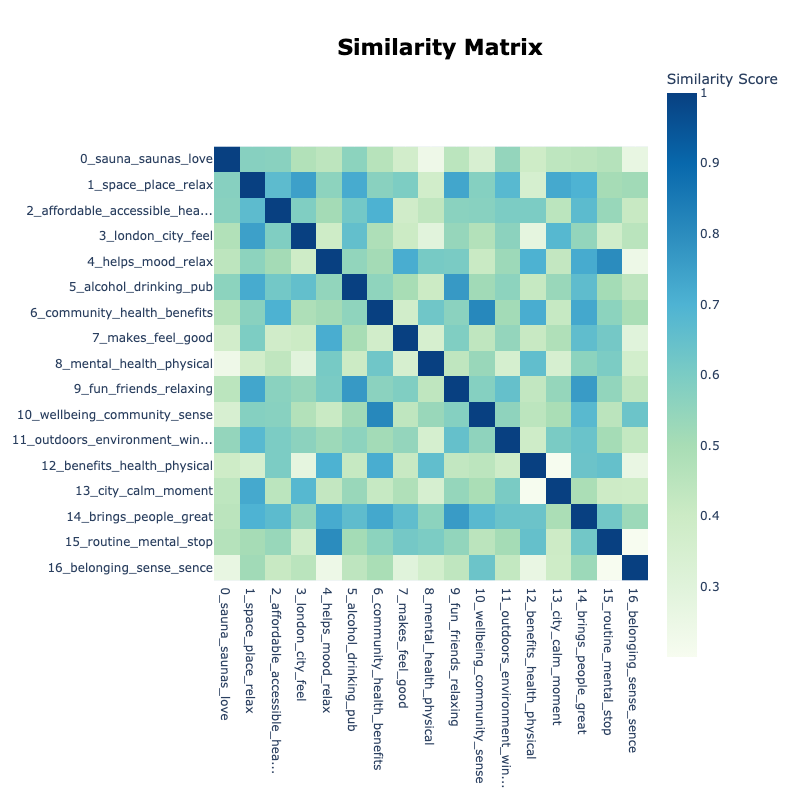 Similarity Matrix
Similarity Score
1
0.9
0.8
0.7
0.6
0.5
0.4
0.3
0_sauna_saunas_love
1_space_place_relax
2_affordable_accessible_hea...
3_london_city_feel
4_helps_mood_relax
5_alcohol_drinking_pub
6_community_health_benefits
7_makes_feel_good
8_mental_health_physical
9_fun_friends_relaxing
10_wellbeing_community_sense
11_outdoors_environment_win...
12_benefits_health_physical
13_city_calm_moment
14_brings_people_great
15_routine_mental_stop
16_belonging_sense_sence
0_sauna_saunas_love
1_space_place_relax
2_affordable_accessible_hea...
3_london_city_feel
4_helps_mood_relax
5_alcohol_drinking_pub
6_community_health_benefits
7_makes_feel_good
8_mental_health_physical
9_fun_friends_relaxing
10_wellbeing_community_sense
11_outdoors_environment_win...
12_benefits_health_physical
13_city_calm_moment
14_brings_people_great
15_routine_mental_stop
16_belonging_sense_sence